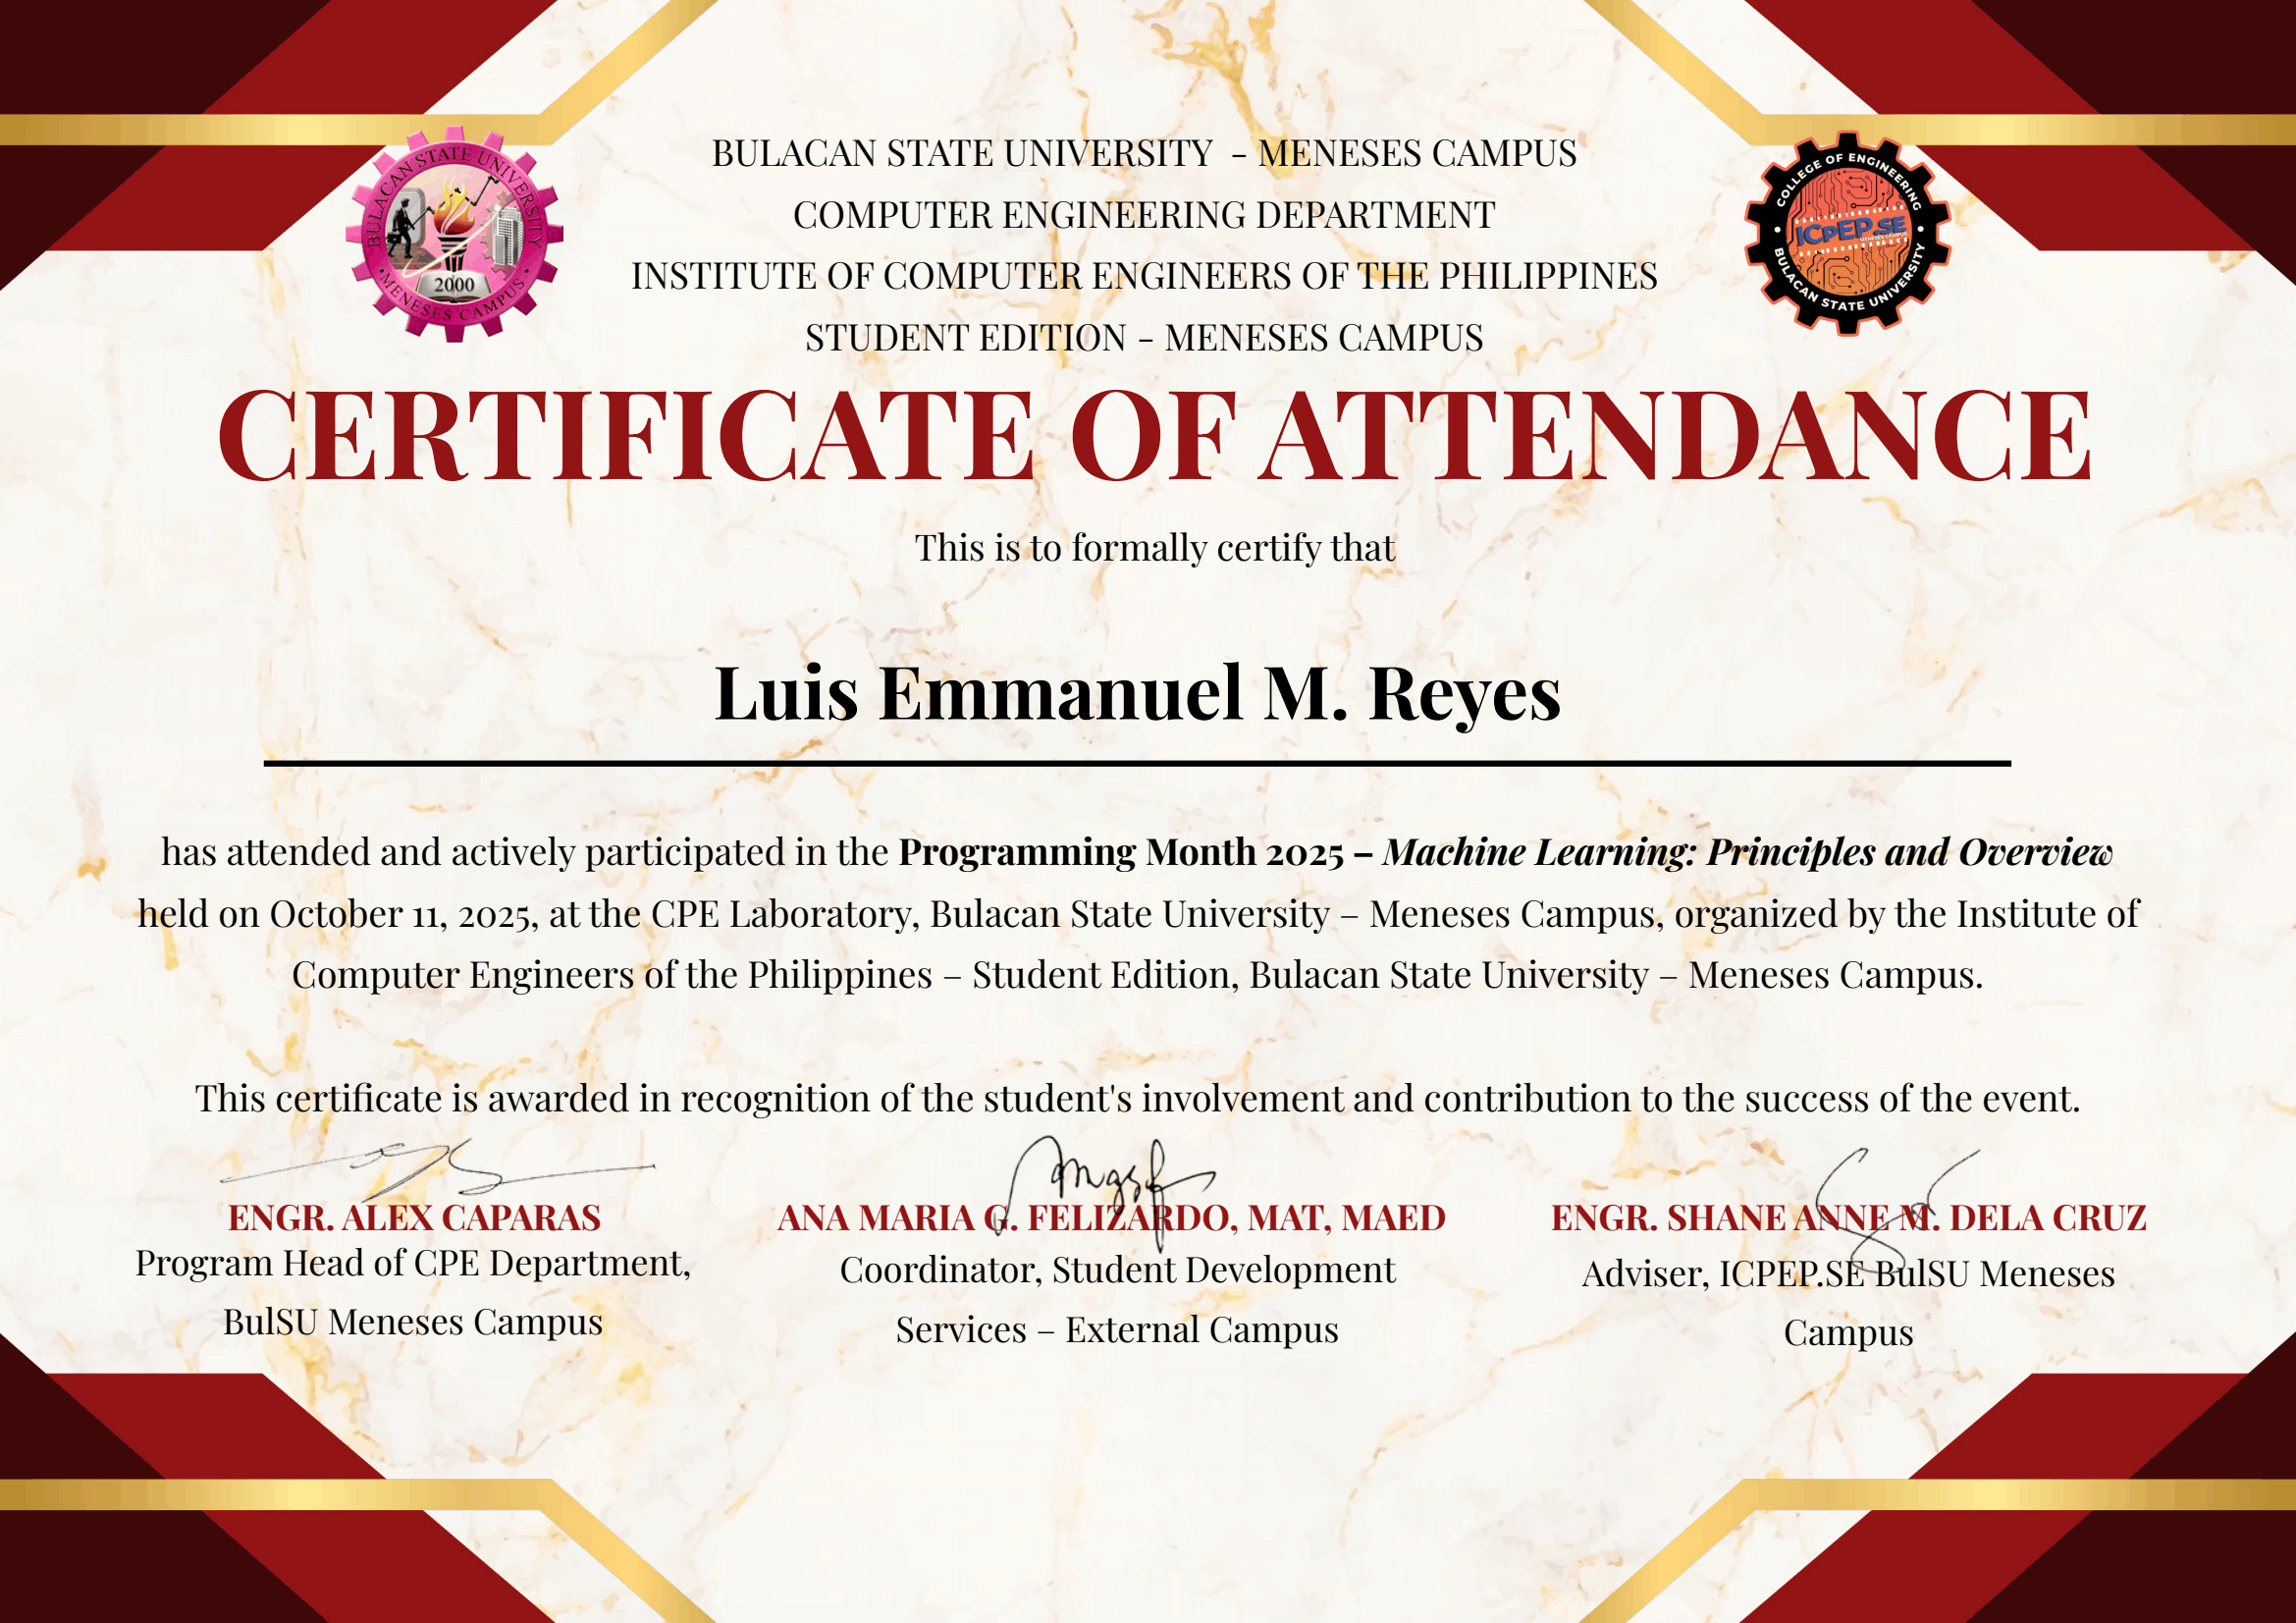 BULACAN STATE UNIVERSITY
MENESES CAMPUS
2000
COLLEGE OF ENGINEERING
ICPEP.SE
MENESES CAMPUS
BULACAN STATE UNIVERSITY
BULACAN STATE UNIVERSITY - MENESES CAMPUS
COMPUTER ENGINEERING DEPARTMENT
INSTITUTE OF COMPUTER ENGINEERS OF THE PHILIPPINES
STUDENT EDITION - MENESES CAMPUS
CERTIFICATE OF ATTENDANCE
This is to formally certify that
Luis Emmanuel M. Reyes
has attended and actively participated in the Programming Month 2025 – Machine Learning: Principles and Overview
held on October 11, 2025, at the CPE Laboratory, Bulacan State University – Meneses Campus, organized by the Institute of
Computer Engineers of the Philippines – Student Edition, Bulacan State University – Meneses Campus.
This certificate is awarded in recognition of the student's involvement and contribution to the success of the event.
ENGR. ALEX CAPARAS
Program Head of CPE Department,
BulSU Meneses Campus
ANA MARIA G. FELIZARDO, MAT, MAED
Coordinator, Student Development
Services – External Campus
ENGR. SHANE ANNE M. DELA CRUZ
Adviser, ICPEP.SE BulSU Meneses
Campus